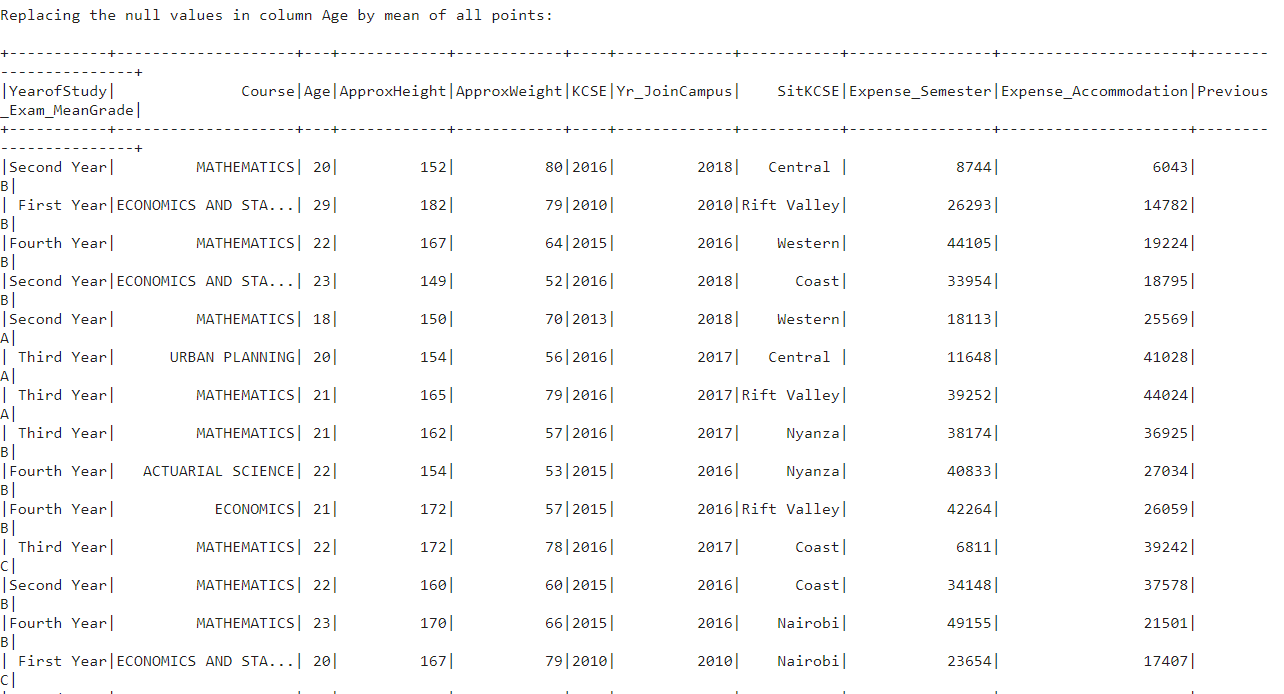 Replacing the null values in column Age by mean of all points:
+-----------+--------------------+---+------------+------------+----+-------------+-----------+----------------+---------------------+--------
---------------+
|YearofStudy|              Course|Age|ApproxHeight|ApproxWeight|KCSE|Yr_JoinCampus|    SitKCSE|Expense_Semester|Expense_Accommodation|Previous
_Exam_MeanGrade|
+-----------+--------------------+---+------------+------------+----+-------------+-----------+----------------+---------------------+--------
---------------+
|Second Year|         MATHEMATICS| 20|         152|          80|2016|         2018|   Central |            8744|                 6043|
B|
| First Year|ECONOMICS AND STA...| 29|         182|          79|2010|         2010|Rift Valley|           26293|                14782|
B|
|Fourth Year|         MATHEMATICS| 22|         167|          64|2015|         2016|    Western|           44105|                19224|
B|
|Second Year|ECONOMICS AND STA...| 23|         149|          52|2016|         2018|      Coast|           33954|                18795|
B|
|Second Year|         MATHEMATICS| 18|         150|          70|2013|         2018|    Western|           18113|                25569|
A|
| Third Year|      URBAN PLANNING| 20|         154|          56|2016|         2017|   Central |           11648|                41028|
A|
| Third Year|         MATHEMATICS| 21|         165|          79|2016|         2017|Rift Valley|           39252|                44024|
A|
| Third Year|         MATHEMATICS| 21|         162|          57|2016|         2017|     Nyanza|           38174|                36925|
B|
|Fourth Year|   ACTUARIAL SCIENCE| 22|         154|          53|2015|         2016|     Nyanza|           40833|                27034|
B|
|Fourth Year|           ECONOMICS| 21|         172|          57|2015|         2016|Rift Valley|           42264|                26059|
B|
| Third Year|         MATHEMATICS| 22|         172|          78|2016|         2017|      Coast|            6811|                39242|
C|
|Second Year|         MATHEMATICS| 22|         160|          60|2015|         2016|      Coast|           34148|                37578|
B|
|Fourth Year|         MATHEMATICS| 23|         170|          66|2015|         2016|    Nairobi|           49155|                21501|
B|
| First Year|ECONOMICS AND STA...| 20|         167|          79|2010|         2010|    Nairobi|           23654|                17407|
C|